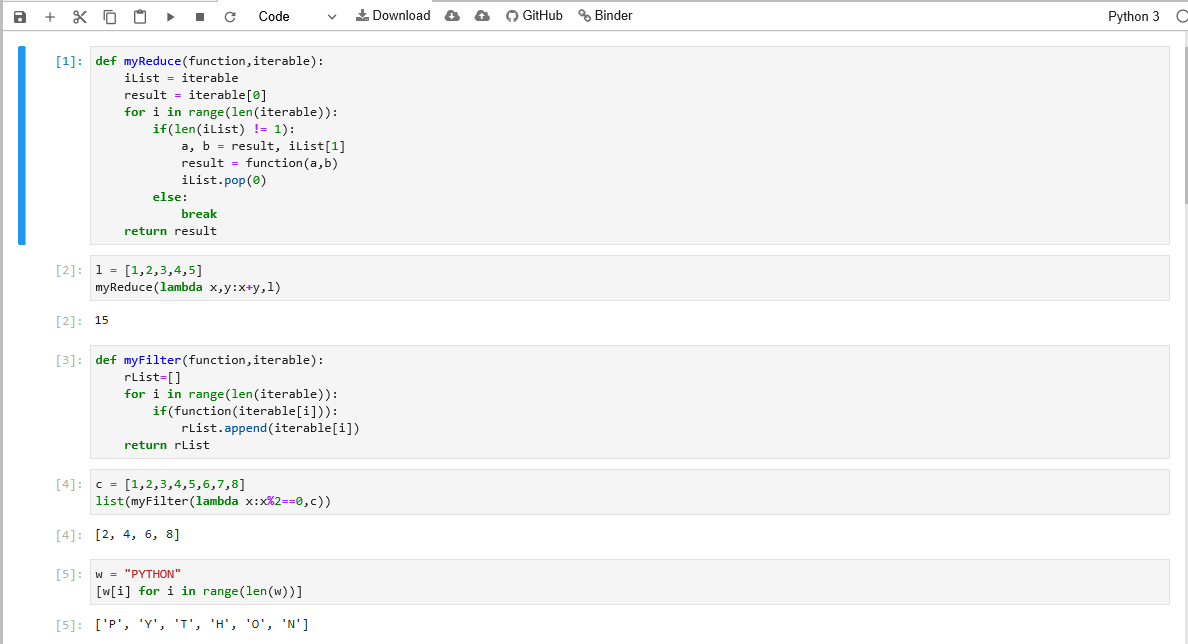 Code Download GitHub Binder Python 3
[1]: def myReduce(function,iterable):
    iList = iterable
    result = iterable[0]
    for i in range(len(iterable)):
        if(len(iList) != 1):
            a, b = result, iList[1]
            result = function(a,b)
            iList.pop(0)
        else:
            break
    return result
[2]: l = [1,2,3,4,5]
myReduce(lambda x,y:x+y,l)
[2]: 15
[3]: def myFilter(function,iterable):
    rList=[]
    for i in range(len(iterable)):
        if(function(iterable[i])):
            rList.append(iterable[i])
    return rList
[4]: c = [1,2,3,4,5,6,7,8]
list(myFilter(lambda x:x%2==0,c))
[4]: [2, 4, 6, 8]
[5]: w = "PYTHON"
[w[i] for i in range(len(w))]
[5]: ['P', 'Y', 'T', 'H', 'O', 'N']